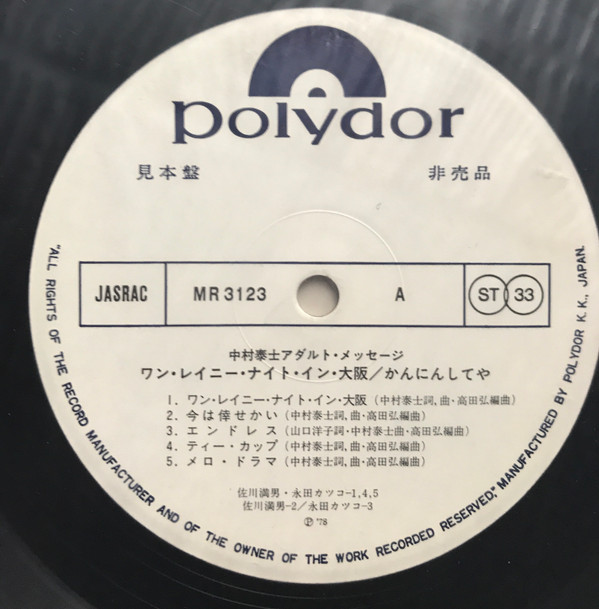 polydor
見本盤 非売品
JASRAC MR3123 A ST 33
中村泰士アダルト・メッセージ
ワン・レイニー・ナイト・イン・大阪/かんにんしてや
1. ワン・レイニー・ナイト・イン・大阪 (中村泰士詞,曲・高田弘編曲)
2. 今は倖せかい (中村泰士詞,曲・高田弘編曲)
3. エンドレス (山口洋子詞・中村泰士曲・高田弘編曲)
4. ティー・カップ (中村泰士詞,曲・高田弘編曲)
5. メロ・ドラマ (中村泰士詞,曲・高田弘編曲)
佐川満男・永田カツコ-1,4,5
佐川満男-2/永田カツコ-3
℗ '78
"ALL RIGHTS OF THE RECORD MANUFACTURER AND OF THE OWNER OF THE WORK RECORDED RESERVED," MANUFACTURED BY POLYDOR K.K., JAPAN.